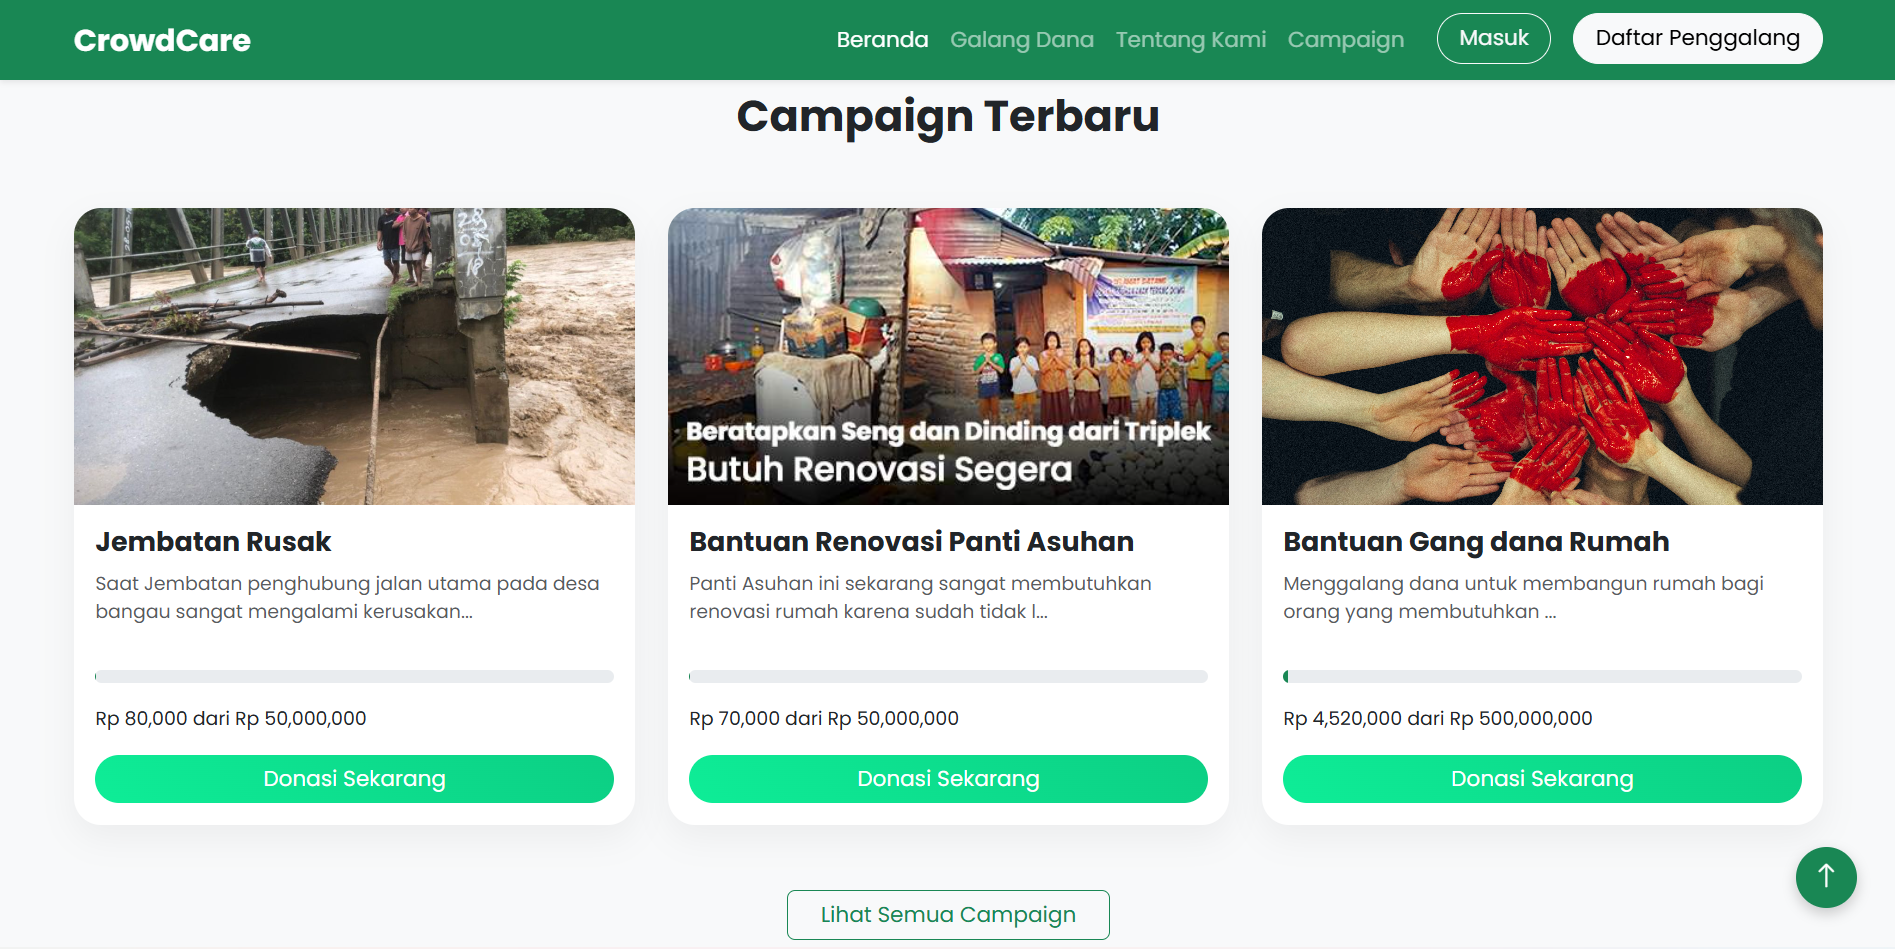 CrowdCare
Beranda
Galang Dana
Tentang Kami
Campaign
Masuk
Daftar Penggalang
Campaign Terbaru
Beratapkan Seng dan Dinding dari Triplek
Butuh Renovasi Segera
Jembatan Rusak
Saat Jembatan penghubung jalan utama pada desa
bangau sangat mengalami kerusakan...
Rp 80,000 dari Rp 50,000,000
Donasi Sekarang
Bantuan Renovasi Panti Asuhan
Panti Asuhan ini sekarang sangat membutuhkan
renovasi rumah karena sudah tidak l...
Rp 70,000 dari Rp 50,000,000
Donasi Sekarang
Bantuan Gang dana Rumah
Menggalang dana untuk membangun rumah bagi
orang yang membutuhkan ...
Rp 4,520,000 dari Rp 500,000,000
Donasi Sekarang
Lihat Semua Campaign